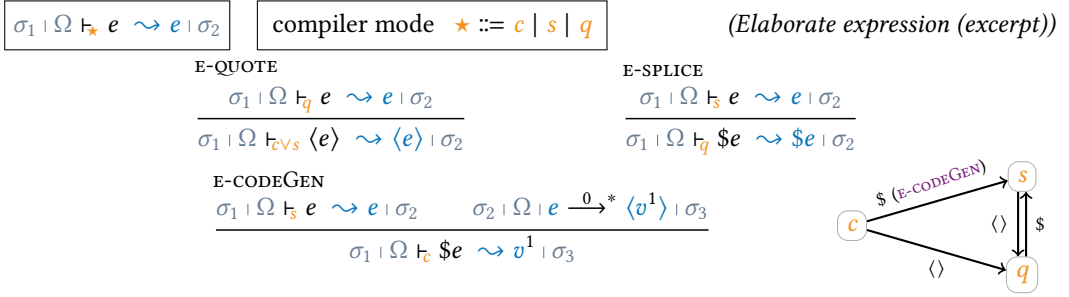 σ₁ ı Ω ⊢⋆ e ⇝ e ı σ₂    compiler mode ⋆ ::= c | s | q    (Elaborate expression (excerpt))
E-QUOTE    E-SPLICE
σ₁ ı Ω ⊢q e ⇝ e ı σ₂    σ₁ ı Ω ⊢s e ⇝ e ı σ₂
σ₁ ı Ω ⊢c∨s ⟨e⟩ ⇝ ⟨e⟩ ı σ₂    σ₁ ı Ω ⊢q $e ⇝ $e ı σ₂
E-CODEGEN
σ₁ ı Ω ⊢s e ⇝ e ı σ₂    σ₂ ı Ω ı e ⟶⁰* ⟨v¹⟩ ı σ₃
σ₁ ı Ω ⊢c $e ⇝ v¹ ı σ₃
$ (E-CODEGEN)
s
c
⟨⟩
$
⟨⟩
q